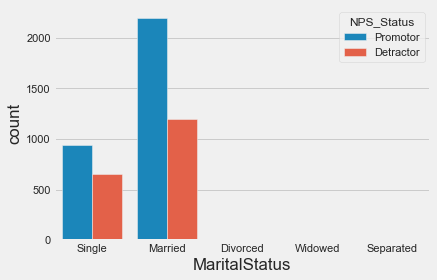 NPS_Status
Promotor
Detractor
2000
1500
1000
500
0
count
Single Married Divorced Widowed Separated
MaritalStatus